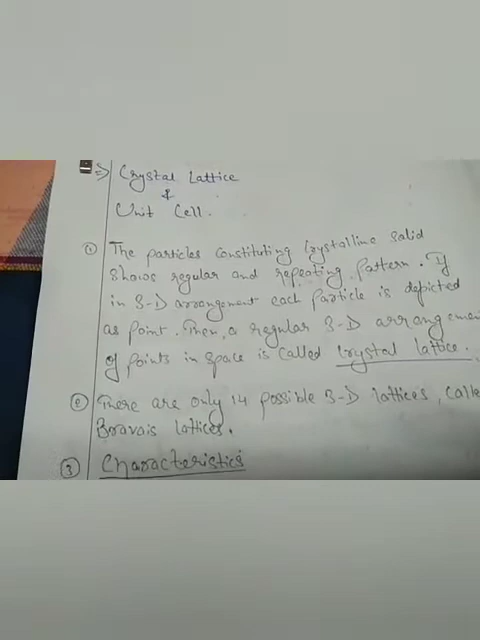 => Crystal Lattice
&
Unit Cell.
① The particles constituting Crystalline Solid
shows regular and repeating pattern. If
in 3-D arrangement each particle is depicted
as point. Then, a regular 3-D arrangemen
of points in space is called Crystal lattice.
② There are only 14 possible 3-D lattices, Calle
Bravais lattices.
③ Characteristics